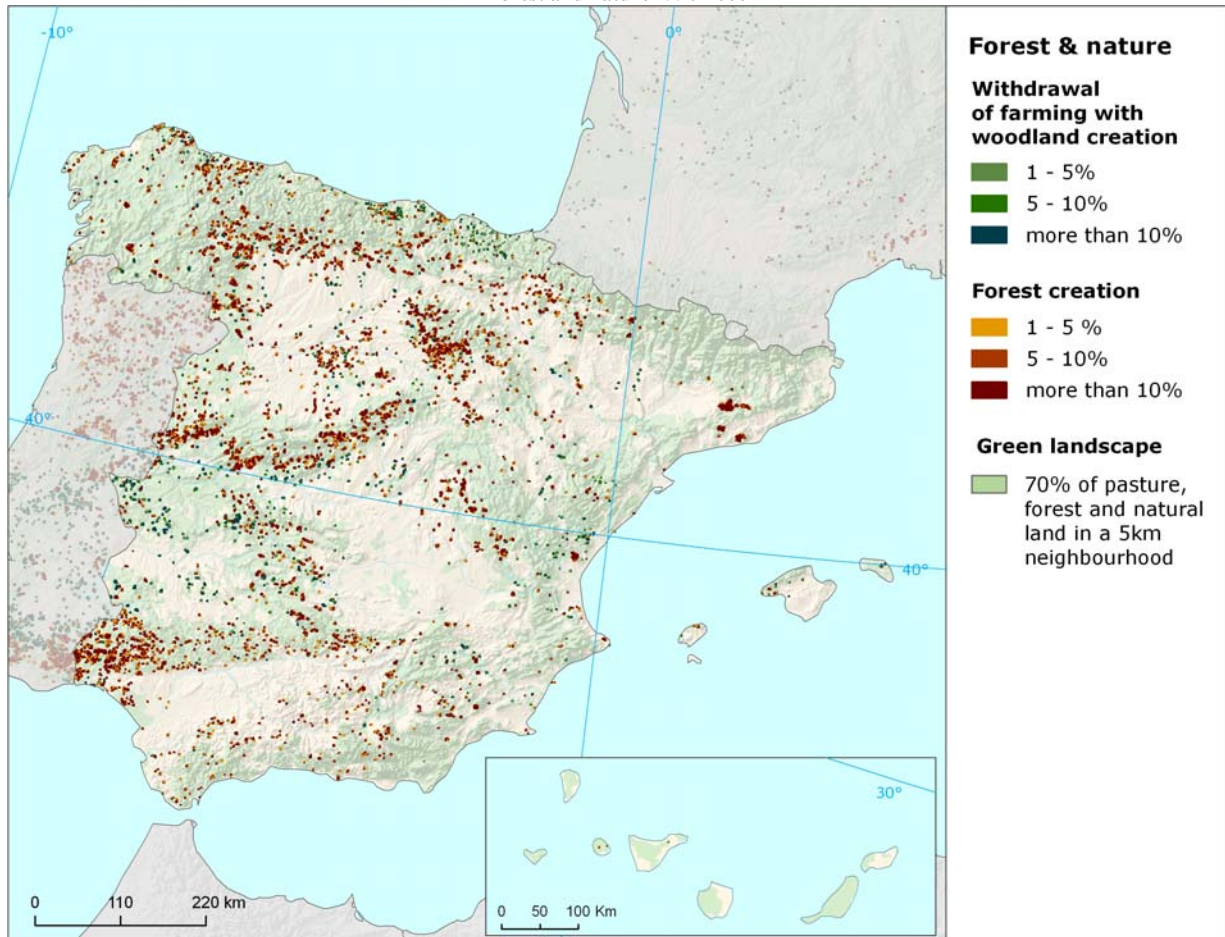 -10°
0°
40°
40°
30°
0 110 220 km
0 50 100 Km
Forest & nature
Withdrawal
of farming with
woodland creation
1 - 5%
5 - 10%
more than 10%
Forest creation
1 - 5 %
5 - 10%
more than 10%
Green landscape
70% of pasture,
forest and natural
land in a 5km
neighbourhood